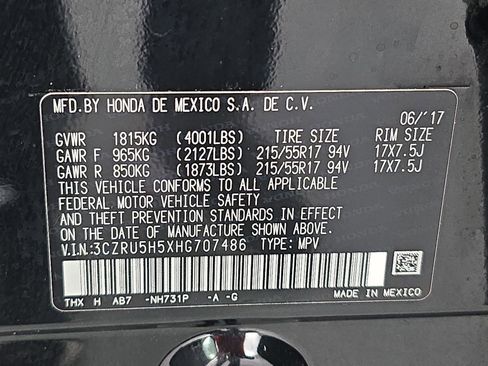 MFD.BY HONDA DE MEXICO S.A. DE C.V.
06/'17
GVWR 1815KG (4001LBS) TIRE SIZE RIM SIZE
GAWR F 965KG (2127LBS) 215/55R17 94V 17X7.5J
GAWR R 850KG (1873LBS) 215/55R17 94V 17X7.5J
THIS VEHICLE CONFORMS TO ALL APPLICABLE
FEDERAL MOTOR VEHICLE SAFETY
AND THEFT PREVENTION STANDARDS IN EFFECT
ON THE DATE OF MANUFACTURE SHOWN ABOVE.
V.I.N.:3CZRU5H5XHG707486 TYPE: MPV
THX H AB7 -NH731P -A -G
MADE IN MEXICO